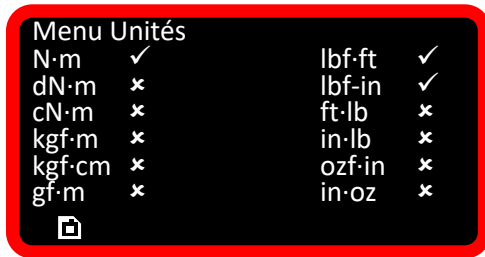 Menu Unités
N·m ✓ lbf·ft ✓
dN·m × lbf-in ✓
cN·m × ft·lb ×
kgf·m × in·lb ×
kgf·cm × ozf·in ×
gf·m × in·oz ×